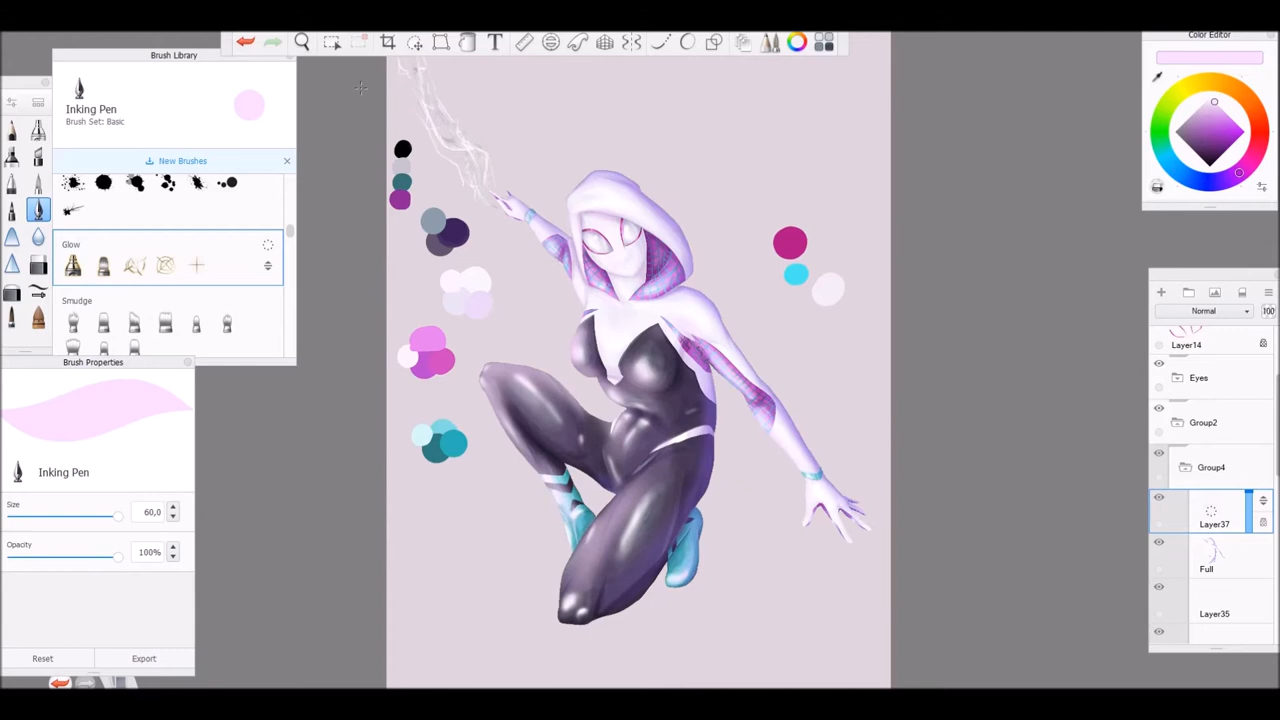 Brush Library
Color Editor
Inking Pen
Brush Set: Basic
New Brushes
Glow
Smudge
Brush Properties
Inking Pen
Size
60,0
Opacity
100%
Reset
Export
Normal
100
Layer14
Eyes
Group2
Group4
Layer37
Full
Layer35